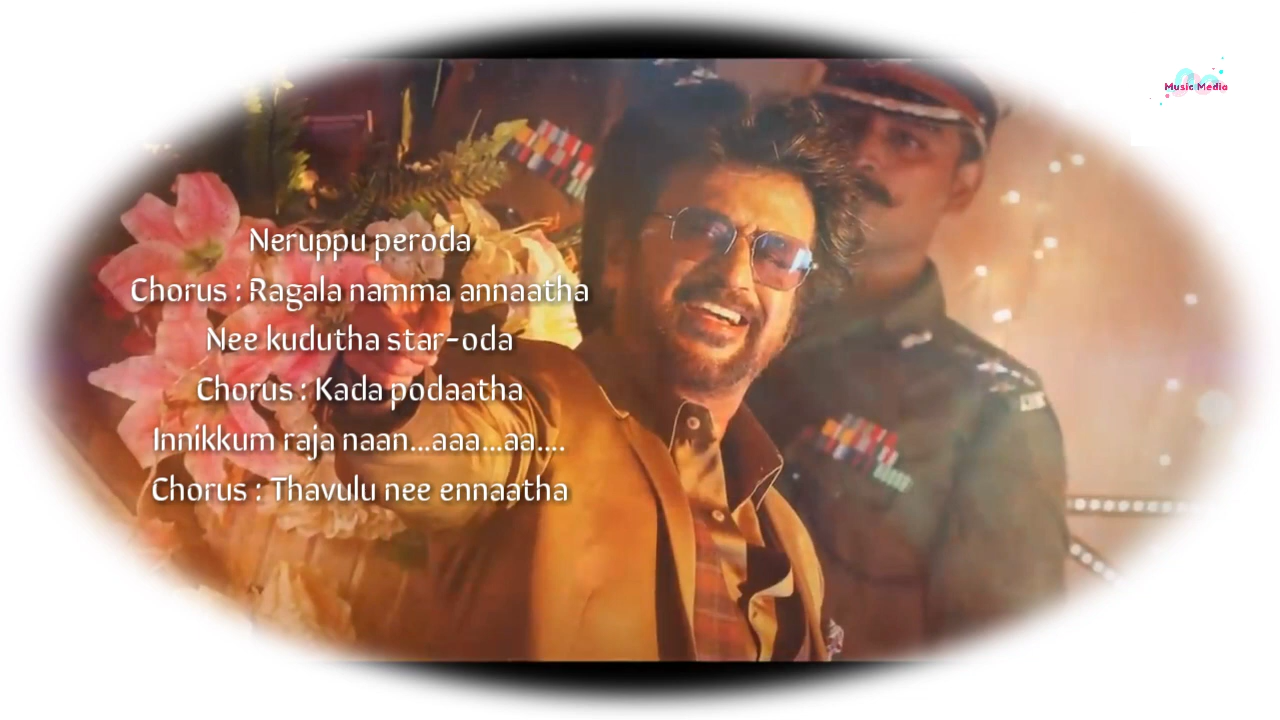 Music Media
Neruppu peroda
Chorus : Ragala namma annaatha
Nee kudutha star-oda
Chorus : Kada podaatha
Innikkum raja naan...aaa...aa....
Chorus : Thavulu nee ennaatha